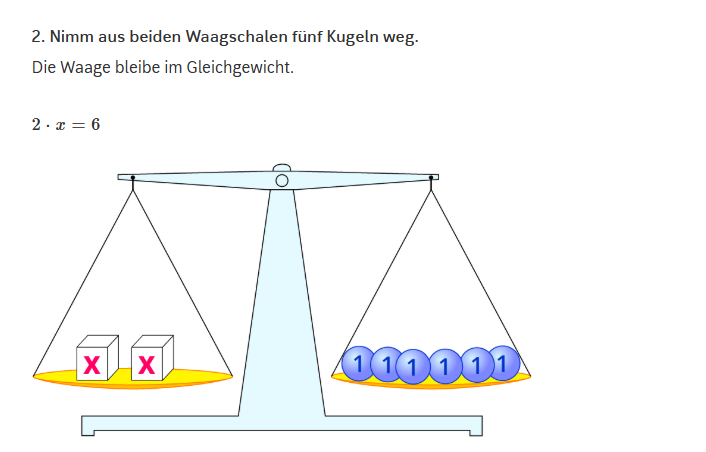 2. Nimm aus beiden Waagschalen fünf Kugeln weg.
Die Waage bleibe im Gleichgewicht.
2 · x = 6
X X 1 1 1 1 1 1